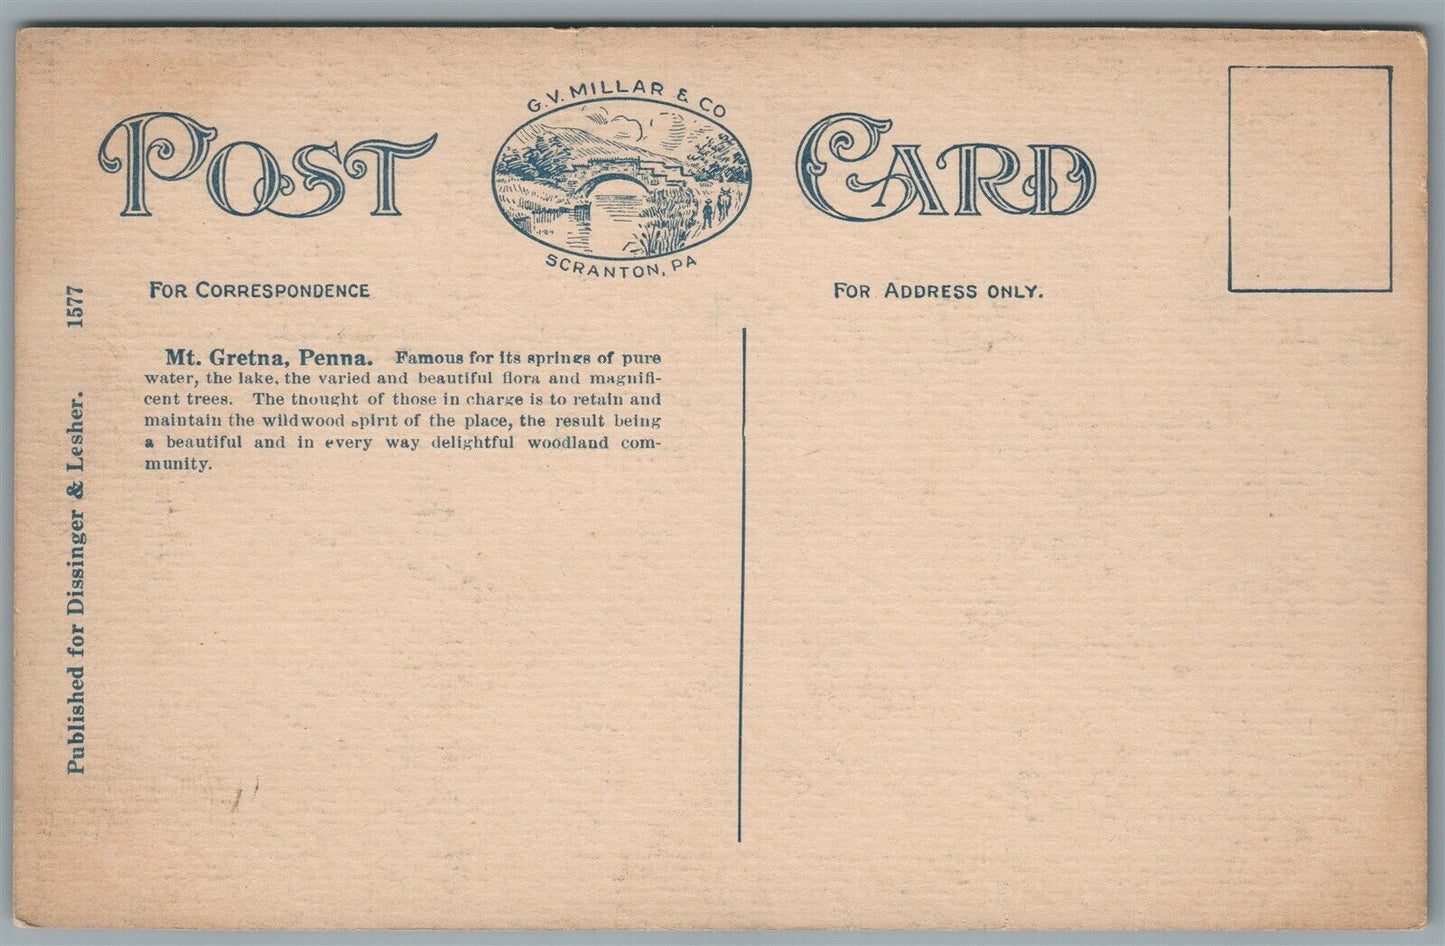 POST
G. V. MILLAR & CO
SCRANTON, PA
CARD
FOR CORRESPONDENCE
FOR ADDRESS ONLY.
Mt. Gretna, Penna. Famous for its springs of pure
water, the lake, the varied and beautiful flora and magnifi-
cent trees. The thought of those in charge is to retain and
maintain the wildwood spirit of the place, the result being
a beautiful and in every way delightful woodland com-
munity.
Published for Dissinger & Lesher. 1577